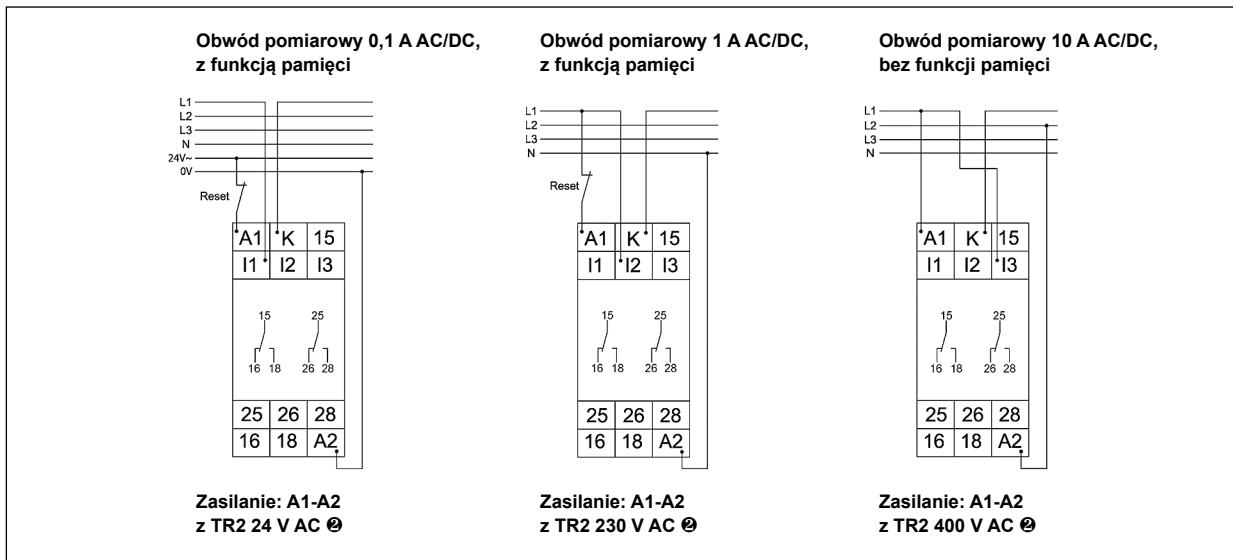 Obwód pomiarowy 0,1 A AC/DC,
z funkcją pamięci
L1
L2
L3
N
24V~
0V
Reset
A1 K 15
I1 I2 I3
15 25
16 18 26 28
25 26 28
16 18 A2
Zasilanie: A1-A2
z TR2 24 V AC ❷
Obwód pomiarowy 1 A AC/DC,
z funkcją pamięci
L1
L2
L3
N
Reset
A1 K 15
I1 I2 I3
15 25
16 18 26 28
25 26 28
16 18 A2
Zasilanie: A1-A2
z TR2 230 V AC ❷
Obwód pomiarowy 10 A AC/DC,
bez funkcji pamięci
L1
L2
L3
N
A1 K 15
I1 I2 I3
15 25
16 18 26 28
25 26 28
16 18 A2
Zasilanie: A1-A2
z TR2 400 V AC ❷